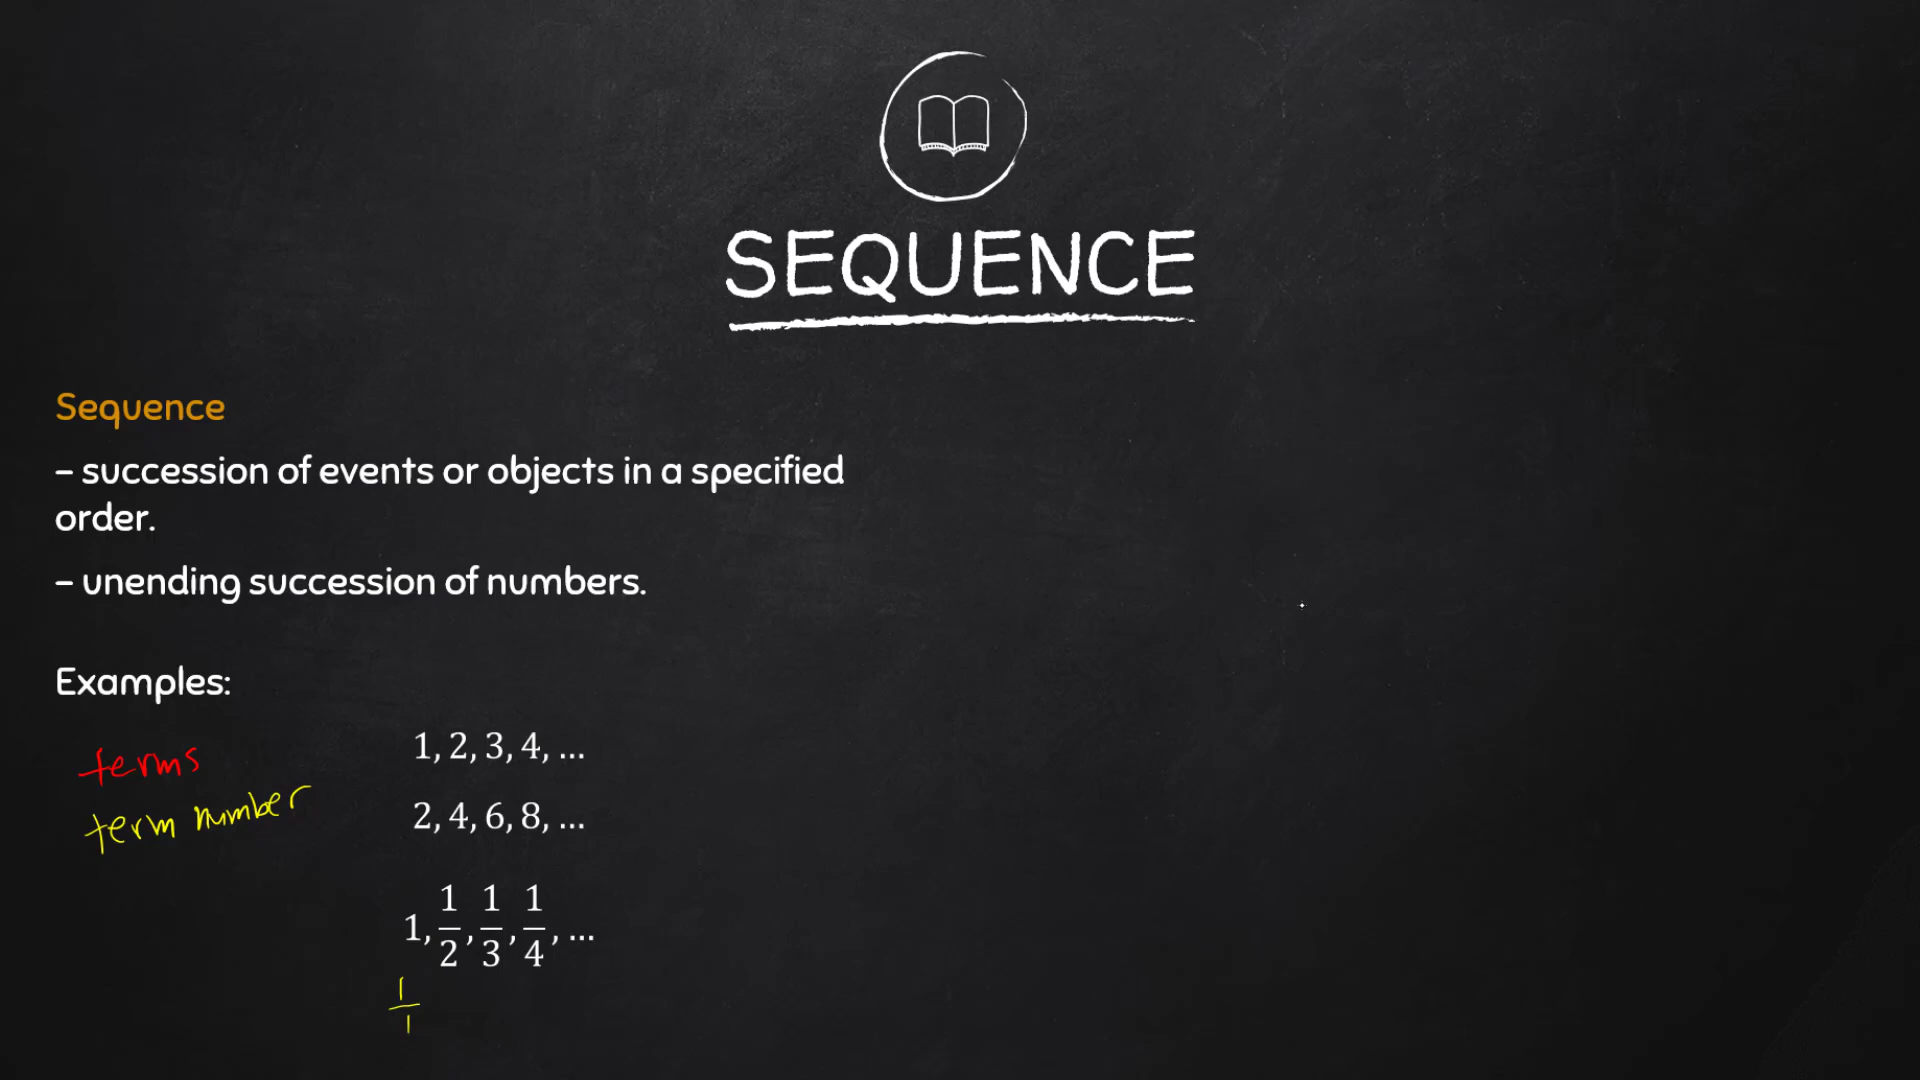 SEQUENCE
Sequence
- succession of events or objects in a specified
order.
- unending succession of numbers.
Examples:
terms
1, 2, 3, 4, ...
term number
2, 4, 6, 8, ...
1, 1/2, 1/3, 1/4, ...
1/1